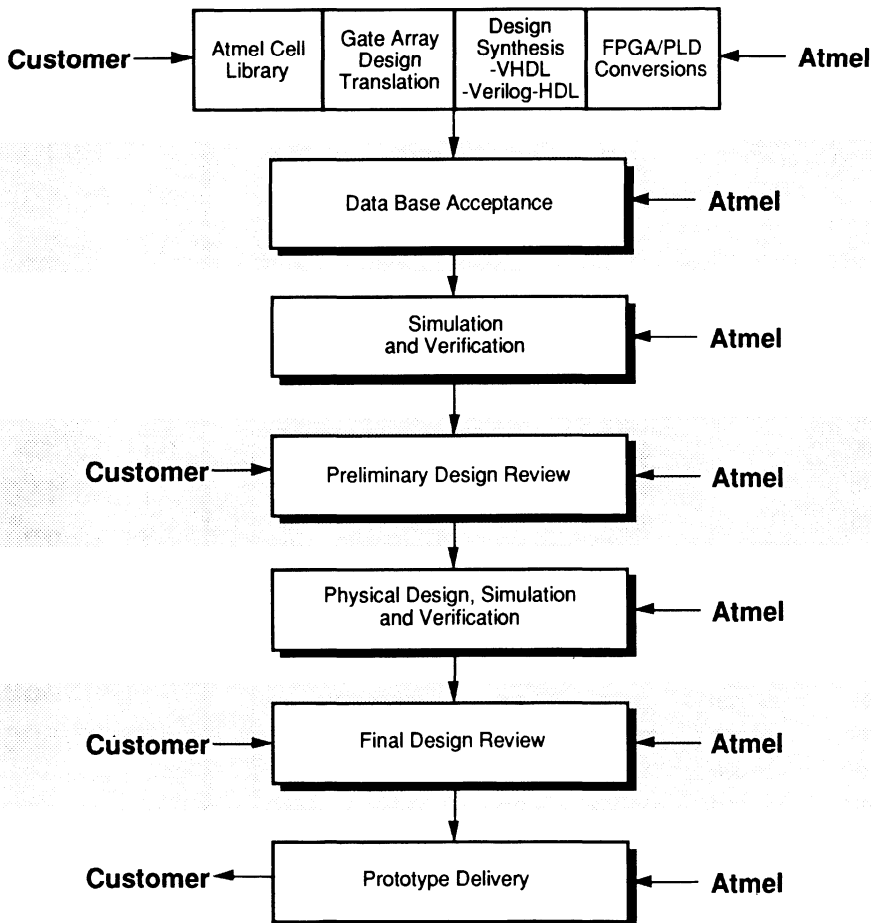 Customer
Atmel Cell
Library
Gate Array
Design
Translation
Design
Synthesis
-VHDL
-Verilog-HDL
FPGA/PLD
Conversions
Atmel
Data Base Acceptance
Atmel
Simulation
and Verification
Atmel
Customer
Preliminary Design Review
Atmel
Physical Design, Simulation
and Verification
Atmel
Customer
Final Design Review
Atmel
Customer
Prototype Delivery
Atmel